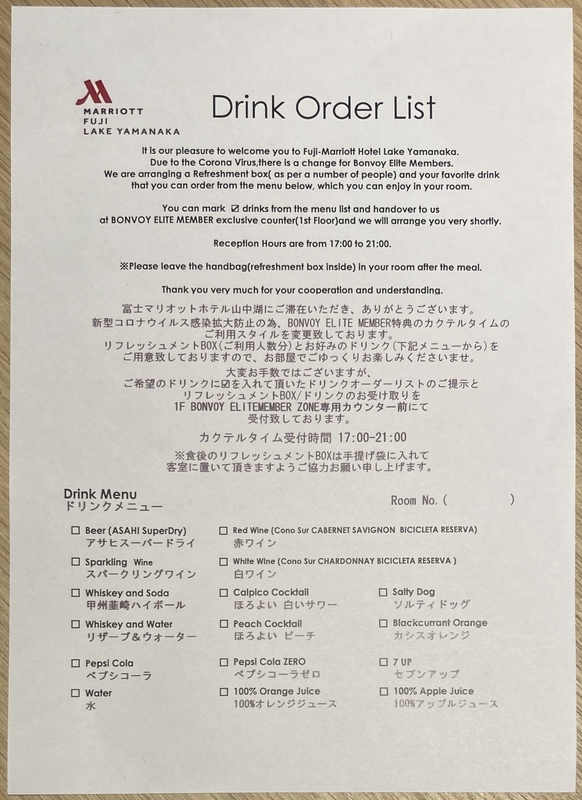 MARRIOTT
FUJI
LAKE YAMANAKA
Drink Order List
It is our pleasure to welcome you to Fuji-Marriott Hotel Lake Yamanaka.
Due to the Corona Virus,there is a change for Bonvoy Elite Members.
We are arranging a Refreshment box( as per a number of people) and your favorite drink
that you can order from the menu below, which you can enjoy in your room.
You can mark ☑ drinks from the menu list and handover to us
at BONVOY ELITE MEMBER exclusive counter(1st Floor)and we will arrange you very shortly.
Reception Hours are from 17:00 to 21:00.
※Please leave the handbag(refreshment box inside) in your room after the meal.
Thank you very much for your cooperation and understanding.
富士マリオットホテル山中湖にご滞在いただき、ありがとうございます。
新型コロナウイルス感染拡大防止の為、BONVOY ELITE MEMBER特典のカクテルタイムの
ご利用スタイルを変更致しております。
リフレッシュメントBOX(ご利用人数分)とお好みのドリンク(下記メニューから)を
ご用意致しておりますので、お部屋でごゆっくりお楽しみくださいませ。
大変お手数ではございますが、
ご希望のドリンクに☑を入れて頂いたドリンクオーダーリストのご提示と
リフレッシュメントBOX/ドリンクのお受け取りを
1F BONVOY ELITEMEMBER ZONE専用カウンター前にて
受付致しております。
カクテルタイム受付時間 17:00-21:00
※食後のリフレッシュメントBOXは手提げ袋に入れて
客室に置いて頂きますようご協力お願い申し上げます。
Drink Menu
ドリンクメニュー
Room No. ( )
☐ Beer (ASAHI SuperDry) ☐ Red Wine (Cono Sur CABERNET SAVIGNON BICICLETA RESERVA)
アサヒスーパードライ 赤ワイン
☐ Sparkling Wine ☐ White Wine (Cono Sur CHARDONNAY BICICLETA RESERVA )
スパークリングワイン 白ワイン
☐ Whiskey and Soda ☐ Calpico Cocktail ☐ Salty Dog
甲州韮崎ハイボール ほろよい 白いサワー ソルティドッグ
☐ Whiskey and Water ☐ Peach Cocktail ☐ Blackcurrant Orange
リザーブ&ウォーター ほろよい ピーチ カシスオレンジ
☐ Pepsi Cola ☐ Pepsi Cola ZERO ☐ 7 UP
ペプシコーラ ペプシコーラゼロ セブンアップ
☐ Water ☐ 100% Orange Juice ☐ 100% Apple Juice
水 100%オレンジジュース 100%アップルジュース